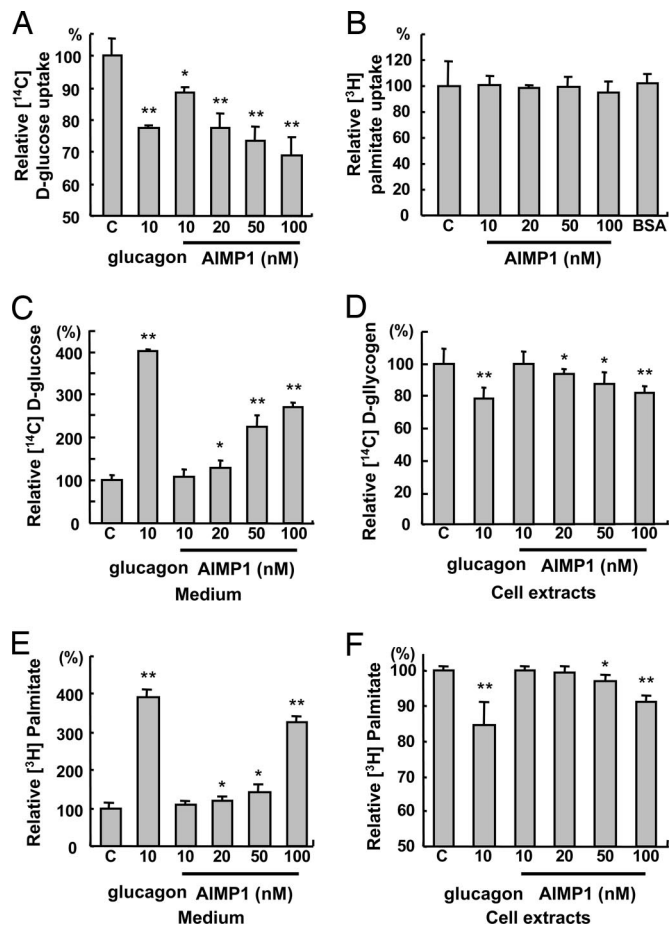 A
%
Relative [14C]
D-glucose uptake
100
90
80
70
60
50
*
**
**
**
**
C 10 10 20 50 100
glucagon AIMP1 (nM)
B
%
Relative [3H]
palmitate uptake
120
100
80
60
40
20
0
C 10 20 50 100 BSA
AIMP1 (nM)
C
(%)
Relative [14C] D-glucose
400
300
200
100
0
**
*
**
**
C 10 10 20 50 100
glucagon AIMP1 (nM)
Medium
D
(%)
Relative [14C] D-gllycogen
100
80
60
40
20
0
**
*
*
**
C 10 10 20 50 100
glucagon AIMP1 (nM)
Cell extracts
E
(%)
Relative [3H] Palmitate
400
300
200
100
0
**
*
*
**
C 10 10 20 50 100
glucagon AIMP1 (nM)
Medium
F
(%)
Relative [3H] Palmitate
100
90
80
70
60
50
**
*
**
C 10 10 20 50 100
glucagon AIMP1 (nM)
Cell extracts